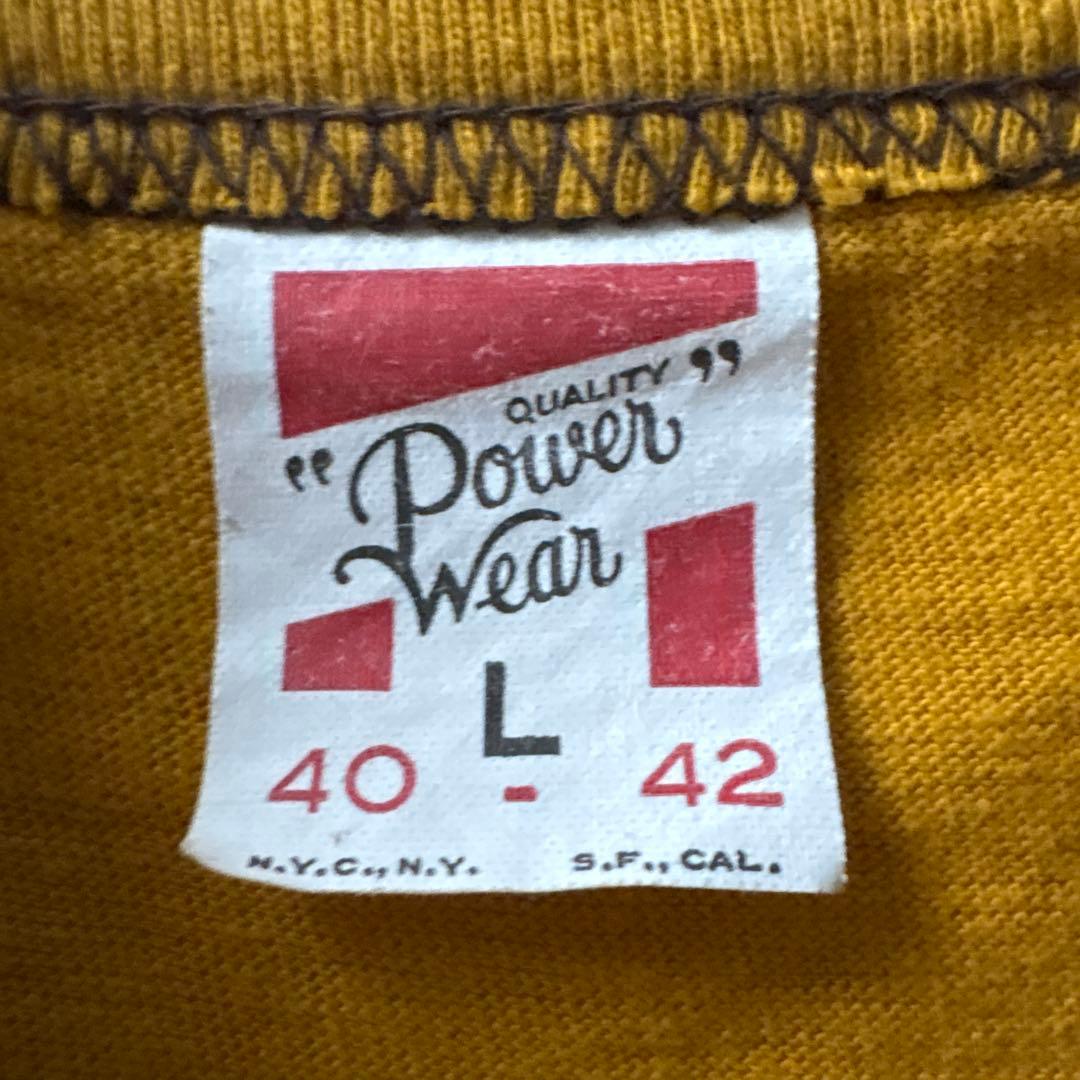 QUALITY
"Power
Wear"
L
40 - 42
N.Y.C., N.Y. S.F., CAL.